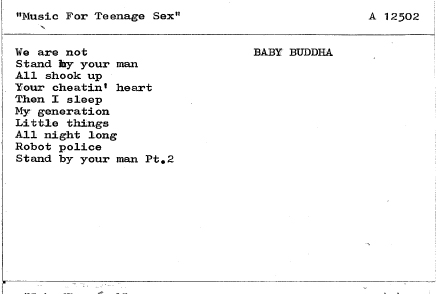 "Music For Teenage Sex" A 12502
We are not BABY BUDDHA
Stand by your man
All shook up
Your cheatin' heart
Then I sleep
My generation
Little things
All night long
Robot police
Stand by your man Pt.2